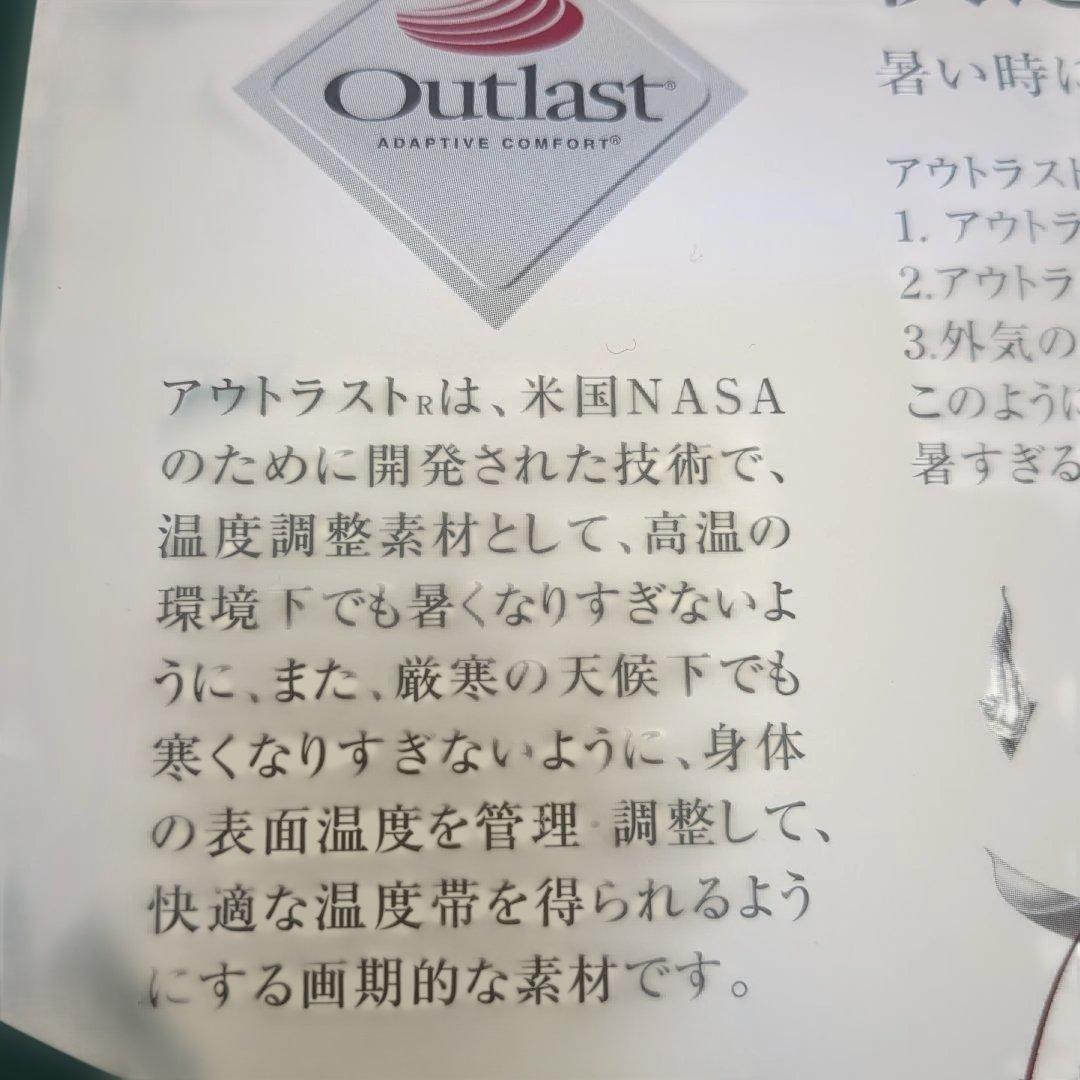 Outlast®
ADAPTIVE COMFORT®
アウトラストRは、米国NASA
のために開発された技術で、
温度調整素材として、高温の
環境下でも暑くなりすぎないよ
うに、また、厳寒の天候下でも
寒くなりすぎないように、身体
の表面温度を管理・調整して、
快適な温度帯を得られるよう
にする画期的な素材です。
暑い時に
アウトラスト
1. アウトラ
2.アウトラ
3.外気の
このように
暑すぎる